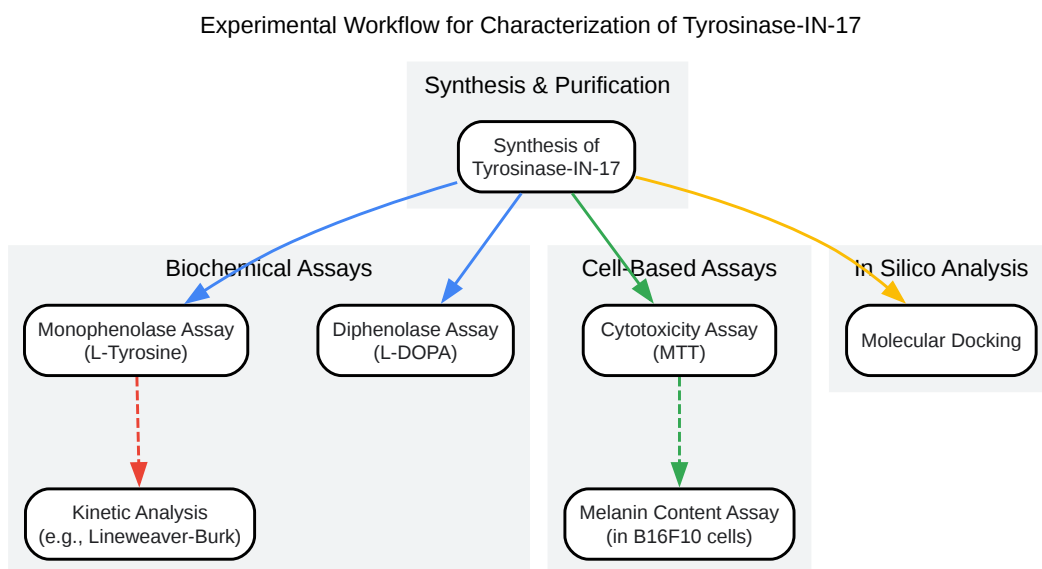 Experimental Workflow for Characterization of Tyrosinase-IN-17
Synthesis & Purification
Synthesis of
Tyrosinase-IN-17
Biochemical Assays
Monophenolase Assay
(L-Tyrosine)
Diphenolase Assay
(L-DOPA)
Kinetic Analysis
(e.g., Lineweaver-Burk)
Cell-Based Assays
Cytotoxicity Assay
(MTT)
Melanin Content Assay
(in B16F10 cells)
In Silico Analysis
Molecular Docking